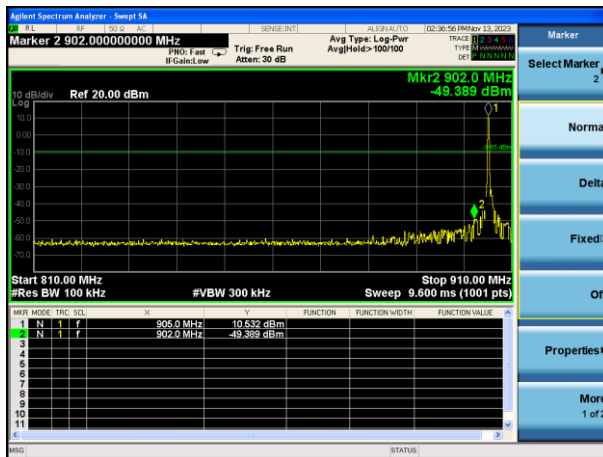 Agilent Spectrum Analyzer - Swept SA
RL RF 50 Ω AC SENSE:INT ALIGNAUTO 02:36:56 PM Nov 13, 2023
Marker 2 902.000000000 MHz
PNO: Fast
IFGain:Low
Trig: Free Run
Atten: 30 dB
Avg Type: Log-Pwr
Avg|Hold:>100/100
TRACE 1 2 3 4 5 6
TYPE M
DET P N N N N N
Mkr2 902.0 MHz
-49.389 dBm
10 dB/div Ref 20.00 dBm
Log
10.0
0.00
-10.0
-20.0
-30.0
-40.0
-50.0
-60.0
-70.0
1
2
Start 810.00 MHz Stop 910.00 MHz
#Res BW 100 kHz #VBW 300 kHz Sweep 9.600 ms (1001 pts)
MKR MODE TRC SCL X Y FUNCTION FUNCTION WIDTH FUNCTION VALUE
1 N 1 f 905.0 MHz 10.532 dBm
2 N 1 f 902.0 MHz -49.389 dBm
3
4
5
6
7
8
9
10
11
MSG STATUS
Marker
Select Marker
2
Norma
Delta
Fixed
Of
Properties
More
1 of 2